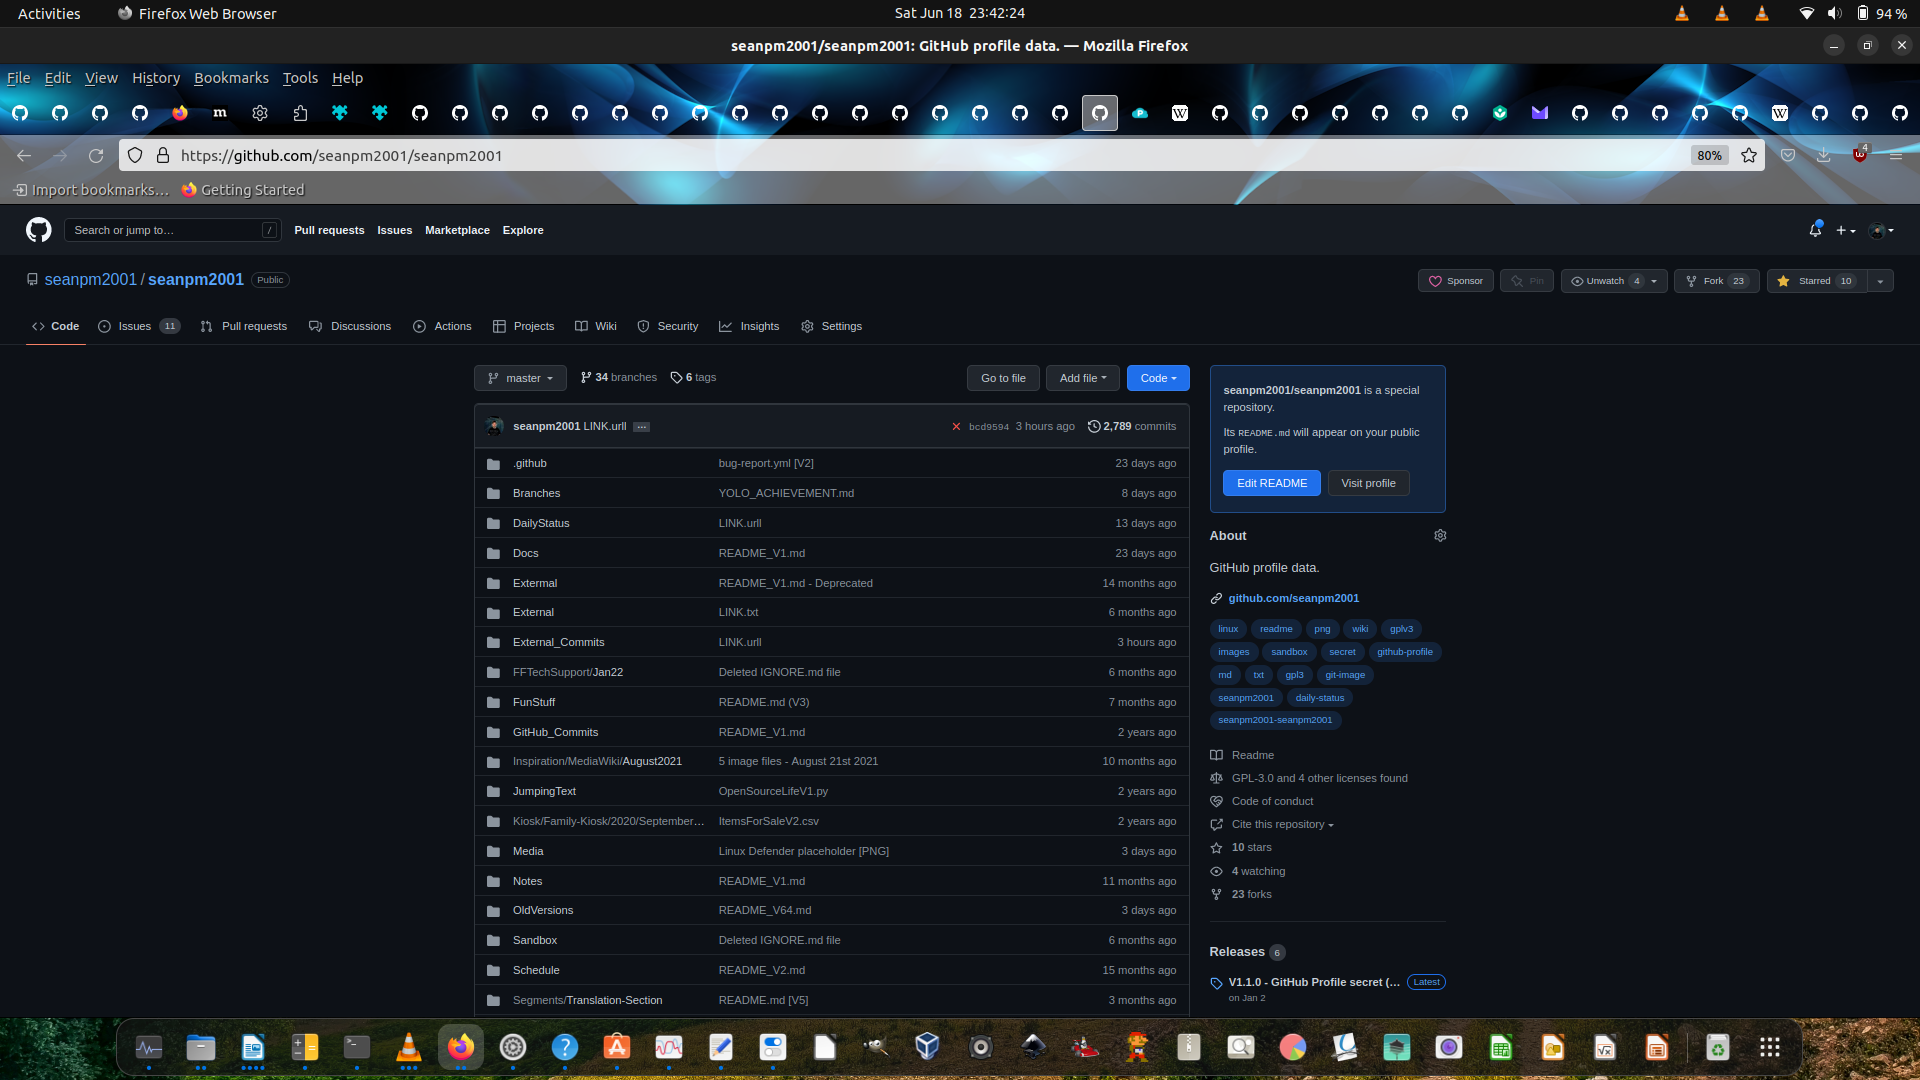 Activities Firefox Web Browser Sat Jun 18 23:42:24 94 %
seanpm2001/seanpm2001: GitHub profile data. — Mozilla Firefox
File Edit View History Bookmarks Tools Help
https://github.com/seanpm2001/seanpm2001 80% 4
Import bookmarks… Getting Started
Search or jump to… / Pull requests Issues Marketplace Explore
seanpm2001 / seanpm2001 Public Sponsor Pin Unwatch 4 Fork 23 Starred 10
Code Issues 11 Pull requests Discussions Actions Projects Wiki Security Insights Settings
master 34 branches 6 tags Go to file Add file Code
seanpm2001 LINK.urll … bcd9594 3 hours ago 2,789 commits
.github bug-report.yml [V2] 23 days ago
Branches YOLO_ACHIEVEMENT.md 8 days ago
DailyStatus LINK.urll 13 days ago
Docs README_V1.md 23 days ago
Extermal README_V1.md - Deprecated 14 months ago
External LINK.txt 6 months ago
External_Commits LINK.urll 3 hours ago
FFTechSupport/Jan22 Deleted IGNORE.md file 6 months ago
FunStuff README.md (V3) 7 months ago
GitHub_Commits README_V1.md 2 years ago
Inspiration/MediaWiki/August2021 5 image files - August 21st 2021 10 months ago
JumpingText OpenSourceLifeV1.py 2 years ago
Kiosk/Family-Kiosk/2020/September… ItemsForSaleV2.csv 2 years ago
Media Linux Defender placeholder [PNG] 3 days ago
Notes README_V1.md 11 months ago
OldVersions README_V64.md 3 days ago
Sandbox Deleted IGNORE.md file 6 months ago
Schedule README_V2.md 15 months ago
Segments/Translation-Section README.md [V5] 3 months ago
seanpm2001/seanpm2001 is a special
repository.
Its README.md will appear on your public
profile.
Edit README Visit profile
About
GitHub profile data.
github.com/seanpm2001
linux readme png wiki gplv3
images sandbox secret github-profile
md txt gpl3 git-image
seanpm2001 daily-status
seanpm2001-seanpm2001
Readme
GPL-3.0 and 4 other licenses found
Code of conduct
Cite this repository
10 stars
4 watching
23 forks
Releases 6
V1.1.0 - GitHub Profile secret (… Latest
on Jan 2